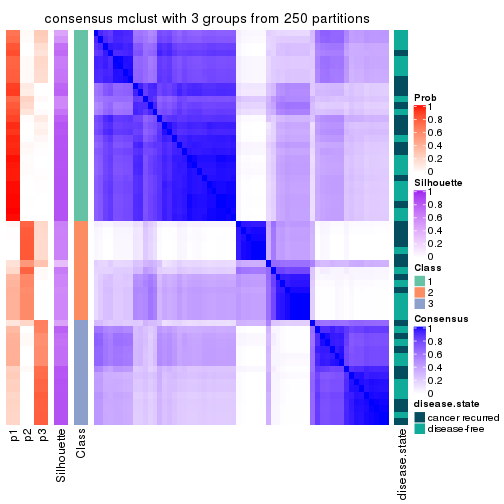 consensus mclust with 3 groups from 250 partitions
Prob
1
0.8
0.6
0.4
0.2
0
Silhouette
1
0.8
0.6
0.4
0.2
0
Class
1
2
3
Consensus
1
0.8
0.6
0.4
0.2
0
disease.state
cancer recurred
disease-free
p1
p2
p3
Silhouette
Class
disease.state